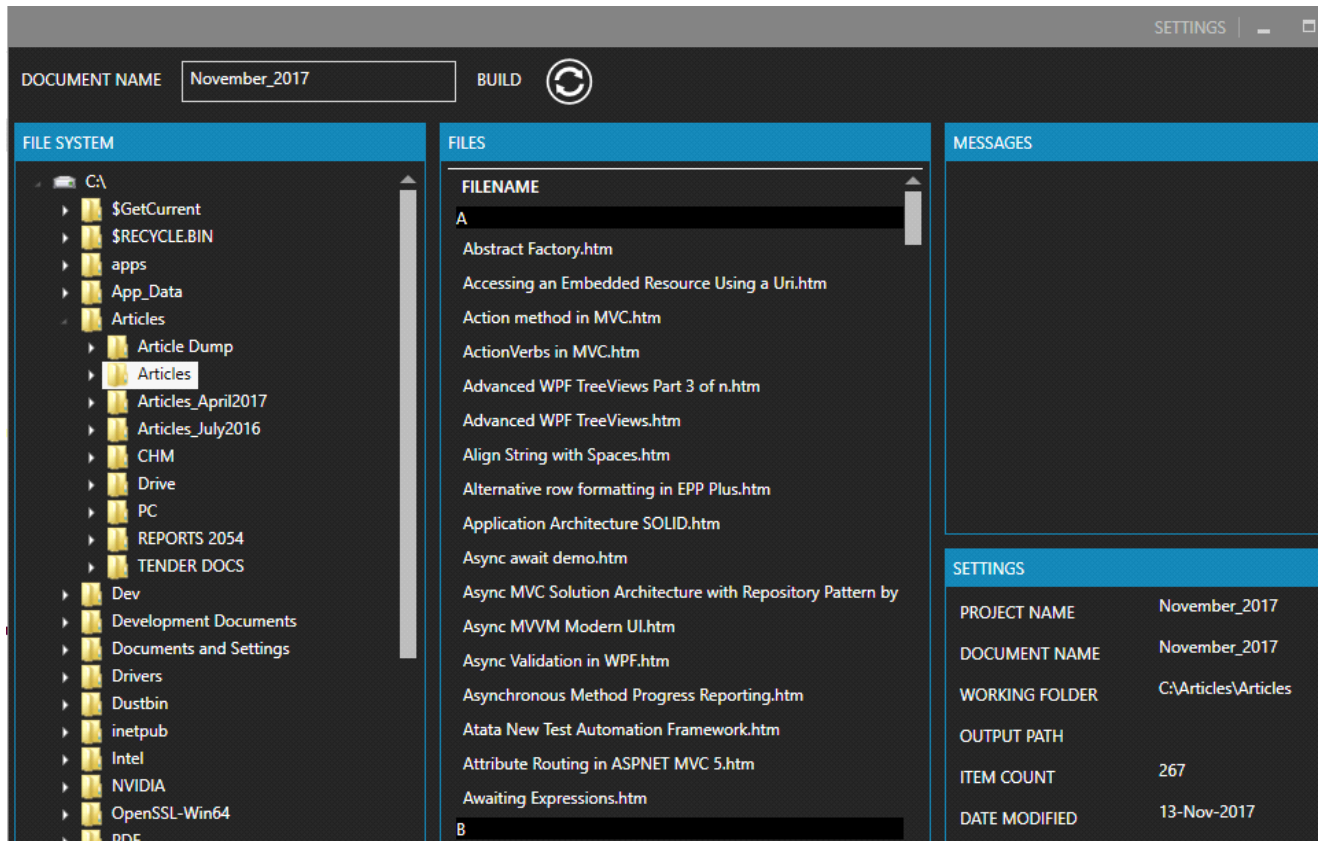 SETTINGS
DOCUMENT NAME
November_2017
BUILD
FILE SYSTEM
C:\
$GetCurrent
$RECYCLE.BIN
apps
App_Data
Articles
Article Dump
Articles
Articles_April2017
Articles_July2016
CHM
Drive
PC
REPORTS 2054
TENDER DOCS
Dev
Development Documents
Documents and Settings
Drivers
Dustbin
inetpub
Intel
NVIDIA
OpenSSL-Win64
PDF
FILES
FILENAME
A
Abstract Factory.htm
Accessing an Embedded Resource Using a Uri.htm
Action method in MVC.htm
ActionVerbs in MVC.htm
Advanced WPF TreeViews Part 3 of n.htm
Advanced WPF TreeViews.htm
Align String with Spaces.htm
Alternative row formatting in EPP Plus.htm
Application Architecture SOLID.htm
Async await demo.htm
Async MVC Solution Architecture with Repository Pattern by
Async MVVM Modern UI.htm
Async Validation in WPF.htm
Asynchronous Method Progress Reporting.htm
Atata New Test Automation Framework.htm
Attribute Routing in ASPNET MVC 5.htm
Awaiting Expressions.htm
B
MESSAGES
SETTINGS
PROJECT NAME November_2017
DOCUMENT NAME November_2017
WORKING FOLDER C:\Articles\Articles
OUTPUT PATH
ITEM COUNT 267
DATE MODIFIED 13-Nov-2017